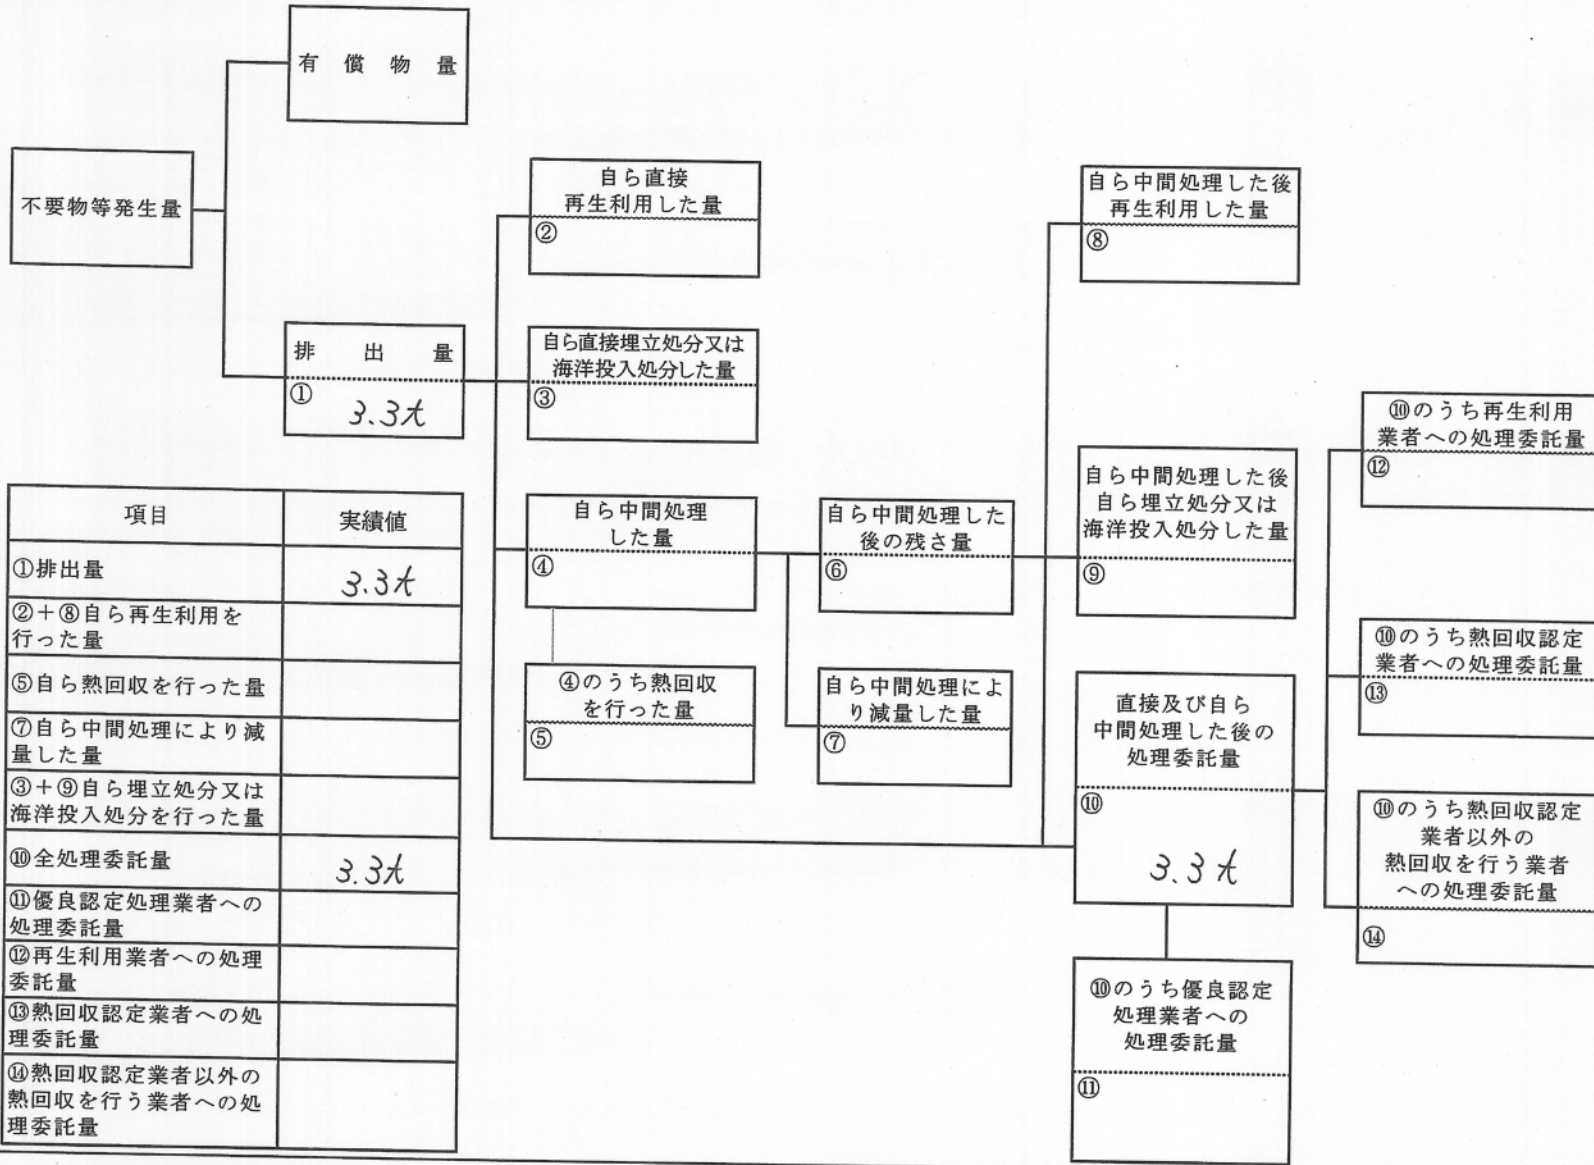 有償物量
不要物等発生量
排出量
①
3.3t
自ら直接
再生利用した量
②
自ら直接埋立処分又は
海洋投入処分した量
③
自ら中間処理
した量
④
④のうち熱回収
を行った量
⑤
自ら中間処理した
後の残さ量
⑥
自ら中間処理によ
り減量した量
⑦
自ら中間処理した後
再生利用した量
⑧
自ら中間処理した後
自ら埋立処分又は
海洋投入処分した量
⑨
直接及び自ら
中間処理した後の
処理委託量
⑩
3.3t
⑩のうち優良認定
処理業者への
処理委託量
⑪
⑩のうち再生利用
業者への処理委託量
⑫
⑩のうち熱回収認定
業者への処理委託量
⑬
⑩のうち熱回収認定
業者以外の
熱回収を行う業者
への処理委託量
⑭
項目 実績値
①排出量 3.3t
②+⑧自ら再生利用を
行った量
⑤自ら熱回収を行った量
⑦自ら中間処理により減
量した量
③+⑨自ら埋立処分又は
海洋投入処分を行った量
⑩全処理委託量 3.3t
⑪優良認定処理業者への
処理委託量
⑫再生利用業者への処理
委託量
⑬熱回収認定業者への処
理委託量
⑭熱回収認定業者以外の
熱回収を行う業者への処
理委託量